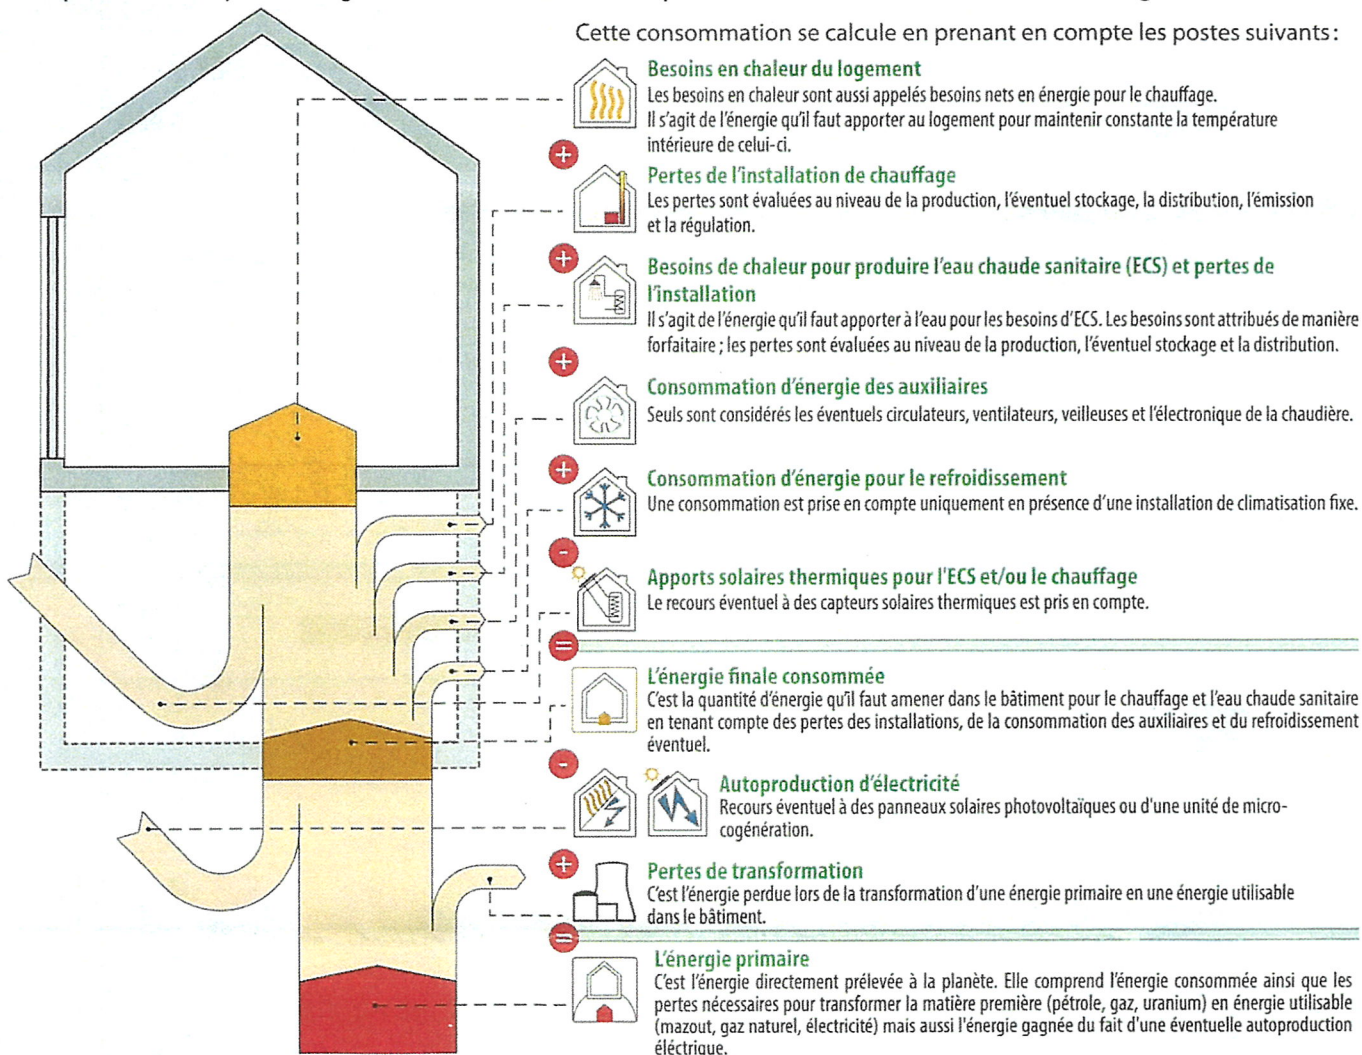 Cette consommation se calcule en prenant en compte les postes suivants :
Besoins en chaleur du logement
Les besoins en chaleur sont aussi appelés besoins nets en énergie pour le chauffage.
Il s'agit de l'énergie qu'il faut apporter au logement pour maintenir constante la température
intérieure de celui-ci.
+
Pertes de l'installation de chauffage
Les pertes sont évaluées au niveau de la production, l'éventuel stockage, la distribution, l'émission
et la régulation.
+
Besoins de chaleur pour produire l'eau chaude sanitaire (ECS) et pertes de
l'installation
Il s'agit de l'énergie qu'il faut apporter à l'eau pour les besoins d'ECS. Les besoins sont attribués de manière
forfaitaire ; les pertes sont évaluées au niveau de la production, l'éventuel stockage et la distribution.
+
Consommation d'énergie des auxiliaires
Seuls sont considérés les éventuels circulateurs, ventilateurs, veilleuses et l'électronique de la chaudière.
+
Consommation d'énergie pour le refroidissement
Une consommation est prise en compte uniquement en présence d'une installation de climatisation fixe.
-
Apports solaires thermiques pour l'ECS et/ou le chauffage
Le recours éventuel à des capteurs solaires thermiques est pris en compte.
=
L'énergie finale consommée
C'est la quantité d'énergie qu'il faut amener dans le bâtiment pour le chauffage et l'eau chaude sanitaire
en tenant compte des pertes des installations, de la consommation des auxiliaires et du refroidissement
éventuel.
-
Autoproduction d'électricité
Recours éventuel à des panneaux solaires photovoltaïques ou d'une unité de micro-
cogénération.
+
Pertes de transformation
C'est l'énergie perdue lors de la transformation d'une énergie primaire en une énergie utilisable
dans le bâtiment.
=
L'énergie primaire
C'est l'énergie directement prélevée à la planète. Elle comprend l'énergie consommée ainsi que les
pertes nécessaires pour transformer la matière première (pétrole, gaz, uranium) en énergie utilisable
(mazout, gaz naturel, électricité) mais aussi l'énergie gagnée du fait d'une éventuelle autoproduction
éléctrique.